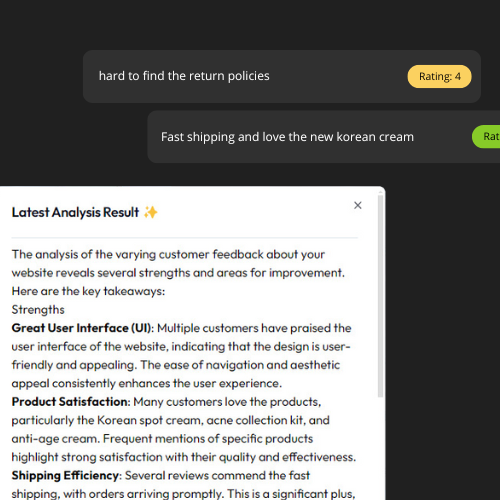 hard to find the return policies
Rating: 4
Fast shipping and love the new korean cream
Latest Analysis Result ✨
The analysis of the varying customer feedback about your
website reveals several strengths and areas for improvement.
Here are the key takeaways:
Strengths
Great User Interface (UI): Multiple customers have praised the
user interface of the website, indicating that the design is user-
friendly and appealing. The ease of navigation and aesthetic
appeal consistently enhances the user experience.
Product Satisfaction: Many customers love the products,
particularly the Korean spot cream, acne collection kit, and
anti-age cream. Frequent mentions of specific products
highlight strong satisfaction with their quality and effectiveness.
Shipping Efficiency: Several reviews commend the fast
shipping, with orders arriving promptly. This is a significant plus,